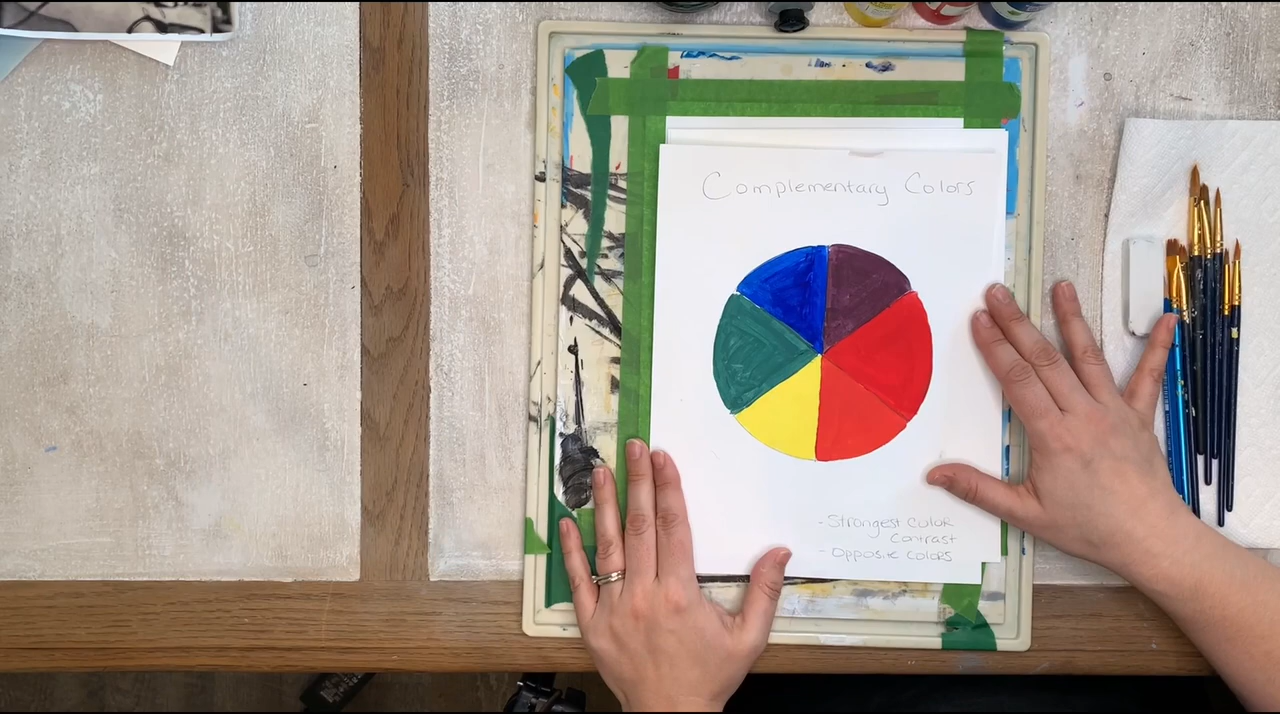 Complementary Colors
- Strongest Color
Contrast
- Opposite Colors